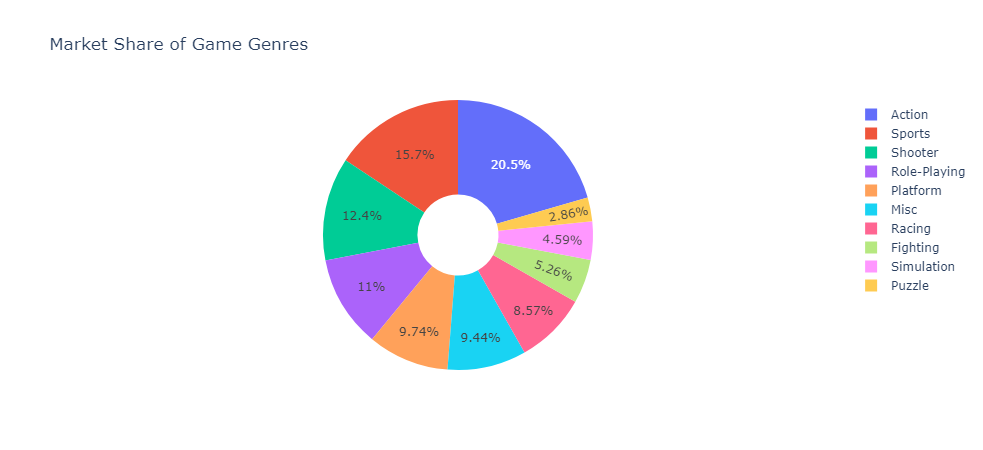 Market Share of Game Genres
20.5%
15.7%
12.4%
11%
9.74%
9.44%
8.57%
5.26%
4.59%
2.86%
Action
Sports
Shooter
Role-Playing
Platform
Misc
Racing
Fighting
Simulation
Puzzle